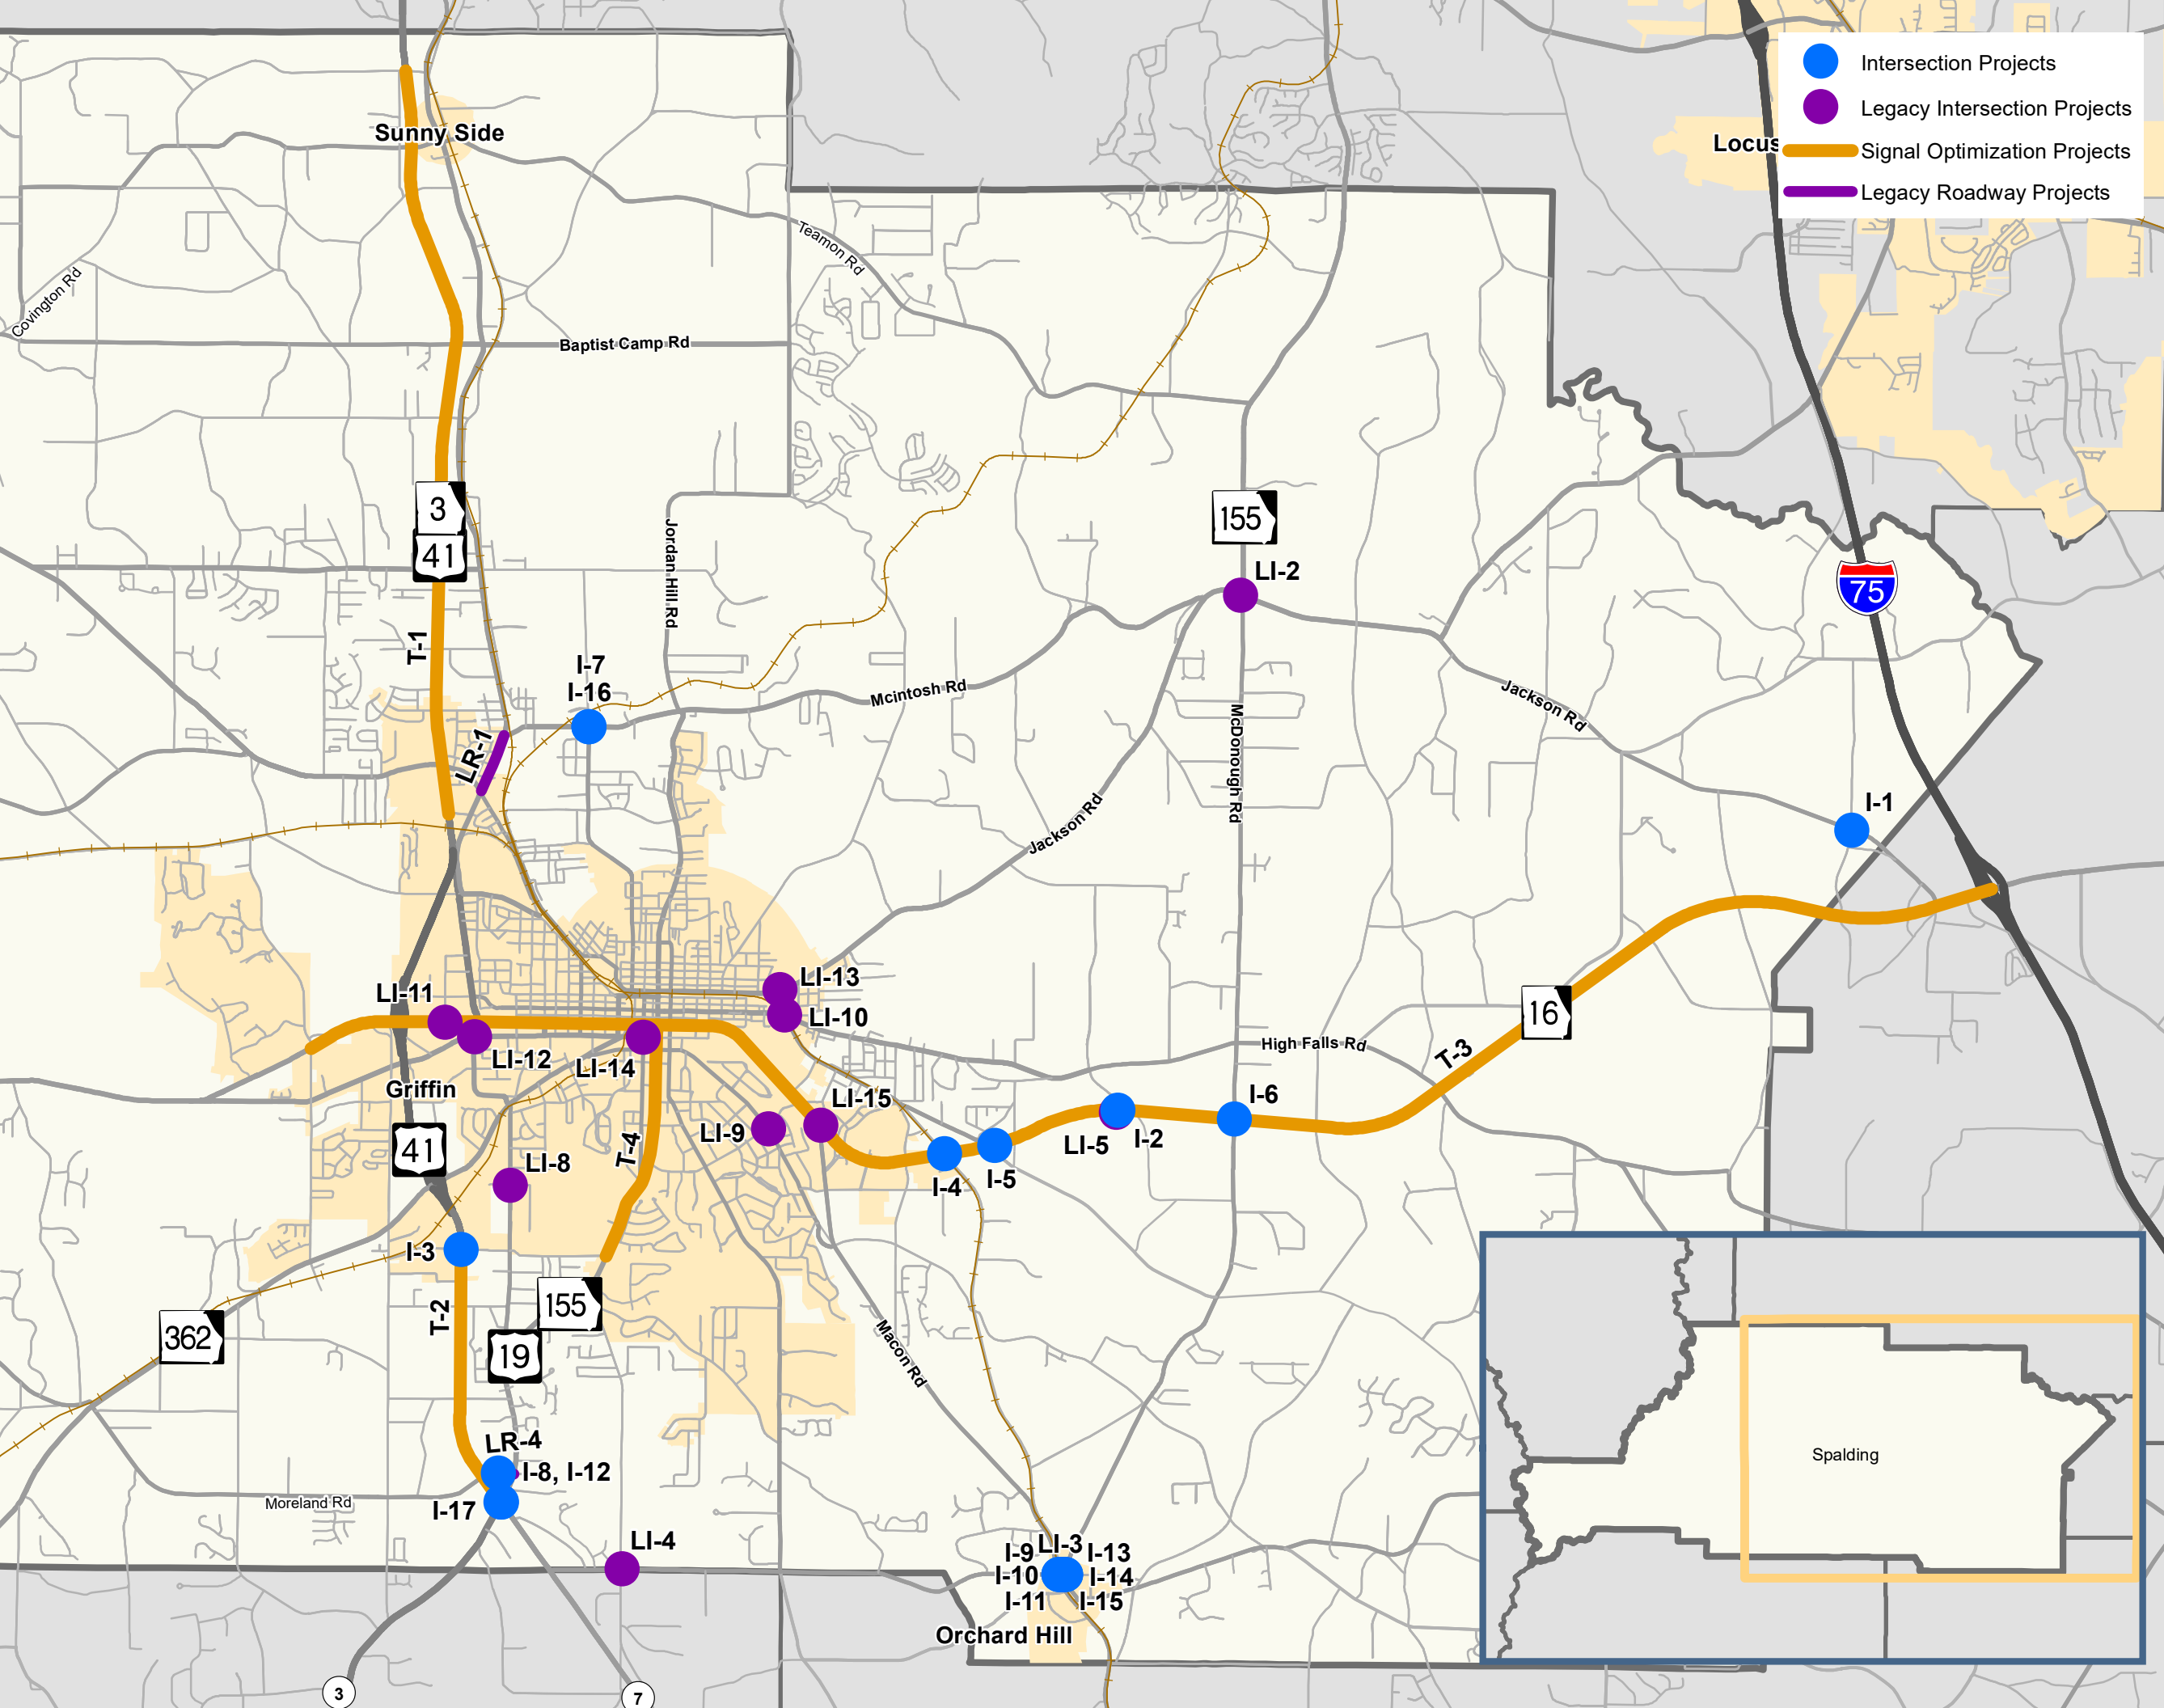 Intersection Projects
Legacy Intersection Projects
Signal Optimization Projects
Legacy Roadway Projects
Sunny Side
Locus
Teamon Rd
Covington Rd
Baptist Camp Rd
3
41
155
Jordan Hill Rd
LI-2
75
T-1
I-7
I-16
Mcintosh Rd
Jackson Rd
McDonough Rd
LR-1
Jackson Rd
I-1
LI-13
LI-11
LI-10
16
LI-12
LI-14
High Falls Rd
T-3
Griffin
LI-15
I-6
41
T-4
LI-9
LI-5
I-2
LI-8
I-4
I-5
I-3
155
T-2
362
19
Macon Rd
LR-4
I-8, I-12
Moreland Rd
I-17
LI-4
LI-3
I-9
I-13
I-10
I-14
I-11
I-15
Orchard Hill
Spalding
3
7